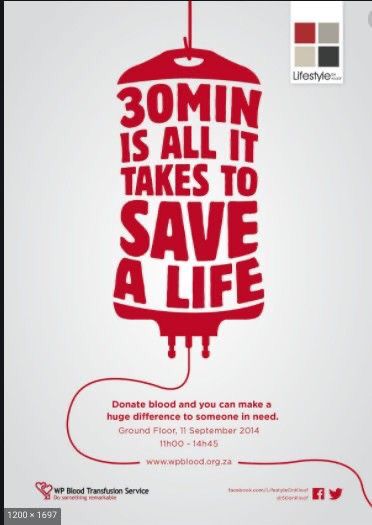 Lifestyle
30MIN
IS ALL IT
TAKES TO
SAVE
A LIFE
Donate blood and you can make a
huge difference to someone in need.
Ground Floor, 11 September 2014
11h00 - 14h45
www.wpblood.org.za
WP Blood Transfusion Service
Do something remarkable
facebook.com/LifestyleOnKloof
@50onKloof
1200 × 1697